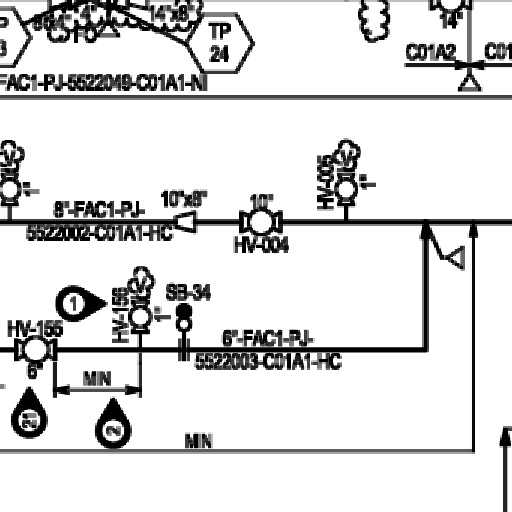 14"x8"
TP
24
14"
C01A2
C01
FAC1-PJ-5522049-C01A1-NI
HV-005
1"
1"
10"x8"
10"
8"-FAC1-PJ-
5522002-C01A1-HC
HV-004
1
HV-156
1"
SB-34
HV-155
6"
6"-FAC1-PJ-
5522003-C01A1-HC
MIN
21
2
MIN